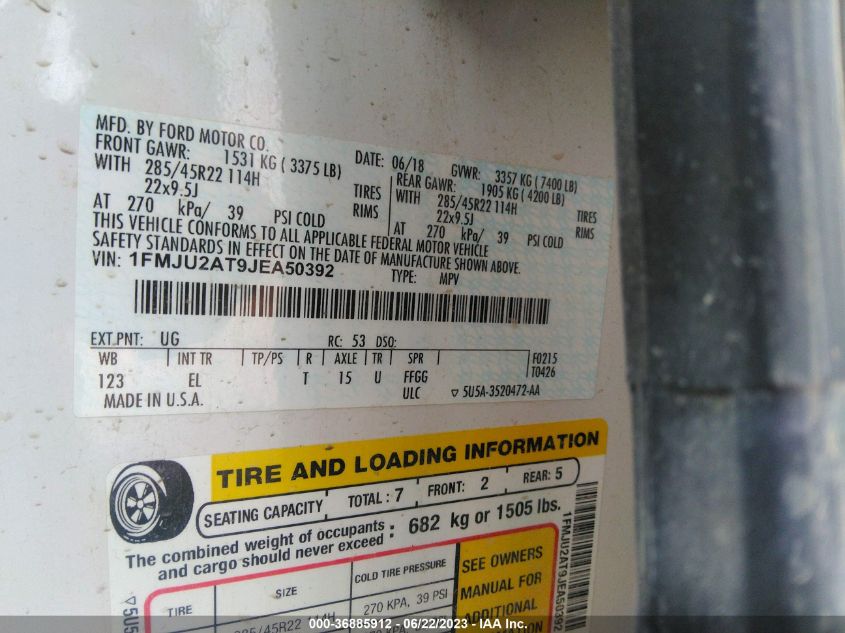 MFD. BY FORD MOTOR CO.
DATE: 06/18 GVWR: 3357 KG ( 7400 LB)
FRONT GAWR: 1531 KG ( 3375 LB) REAR GAWR: 1905 KG ( 4200 LB)
WITH 285/45R22 114H TIRES WITH 285/45R22 114H TIRES
22x9.5J RIMS 22x9.5J RIMS
AT 270 kPa/ 39 PSI COLD AT 270 kPa/ 39 PSI COLD
THIS VEHICLE CONFORMS TO ALL APPLICABLE FEDERAL MOTOR VEHICLE
SAFETY STANDARDS IN EFFECT ON THE DATE OF MANUFACTURE SHOWN ABOVE.
VIN: 1FMJU2AT9JEA50392
TYPE: MPV
EXT PNT: UG RC: 53 DSO:
WB INT TR TP/PS R AXLE TR SPR F0215
123 EL T 15 U FFGG T0426
MADE IN U.S.A. ULC ▽ 5U5A-3520472-AA
TIRE AND LOADING INFORMATION
SEATING CAPACITY TOTAL : 7 FRONT: 2 REAR: 5
The combined weight of occupants
and cargo should never exceed : 682 kg or 1505 lbs.
TIRE SIZE COLD TIRE PRESSURE
285/45R22 114H 270 KPA, 39 PSI
SEE OWNERS
MANUAL FOR
ADDITIONAL
1FMJU2AT9JEA50392
▽ 5U5
000-36885912 - 06/22/2023 - IAA Inc.